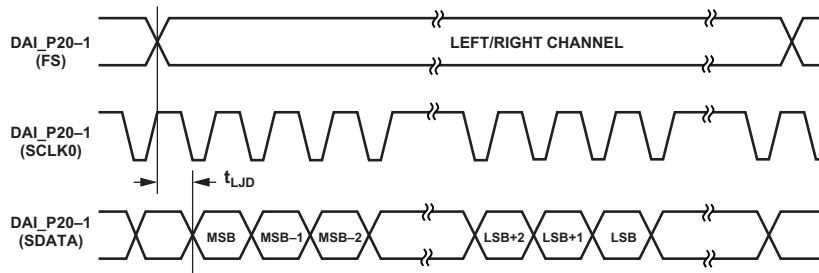 DAI_P20–1
(FS)
LEFT/RIGHT CHANNEL
DAI_P20–1
(SCLK0)
tLJD
DAI_P20–1
(SDATA)
MSB MSB–1 MSB–2 LSB+2 LSB+1 LSB